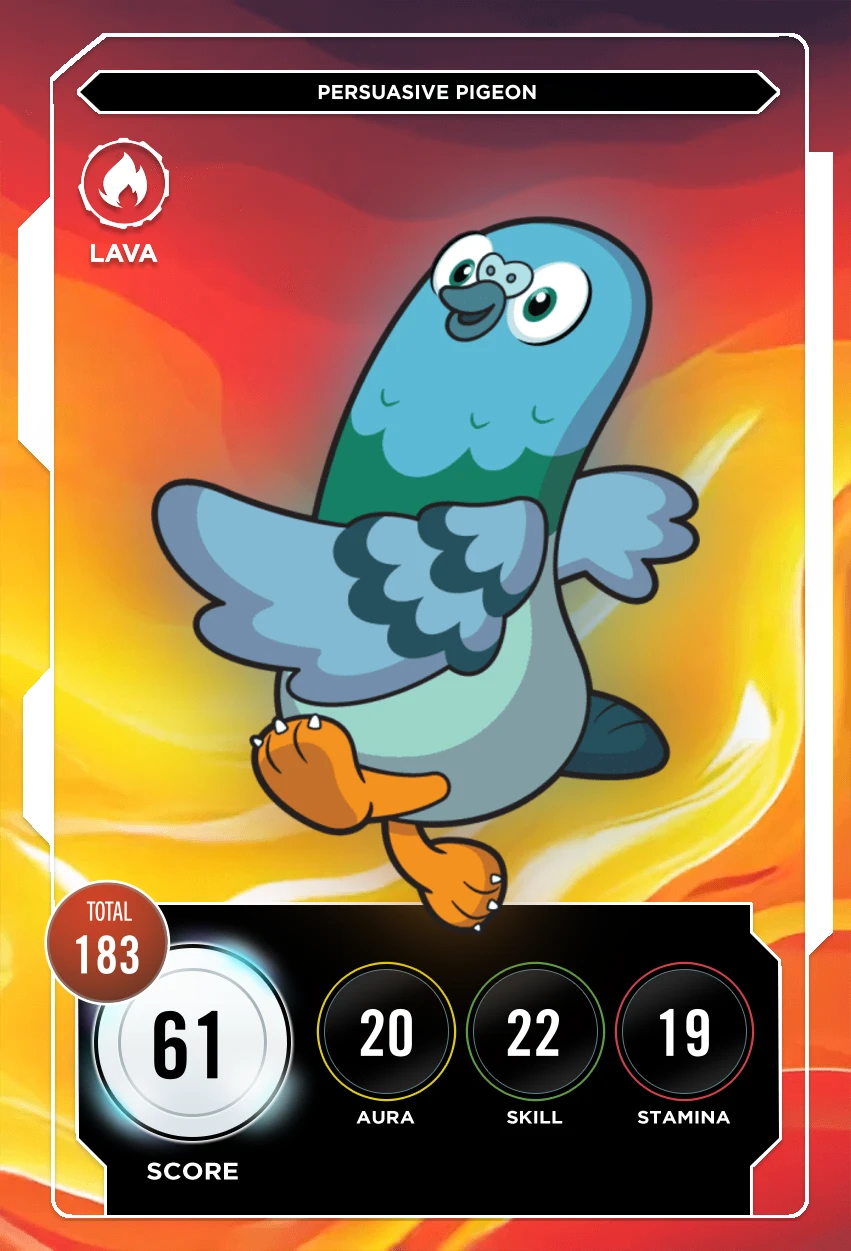 PERSUASIVE PIGEON
LAVA
TOTAL
183
61
SCORE
20
AURA
22
SKILL
19
STAMINA